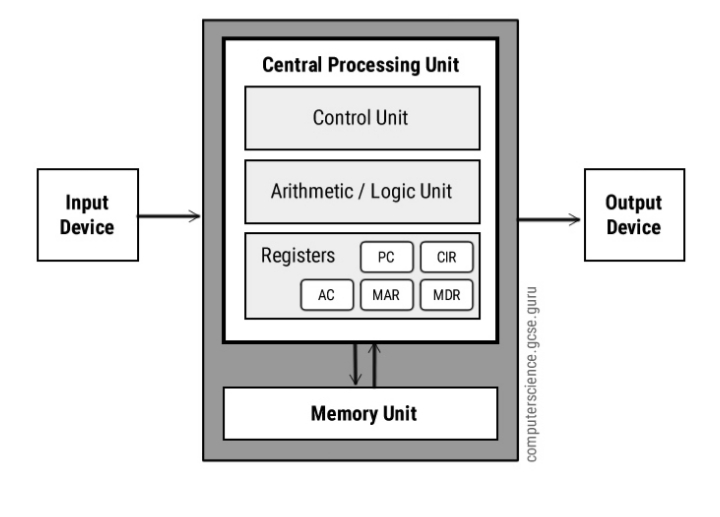 Central Processing Unit
Control Unit
Arithmetic / Logic Unit
Input
Device
Output
Device
Registers
PC
CIR
AC
MAR
MDR
Memory Unit
computerscience.gcse.guru